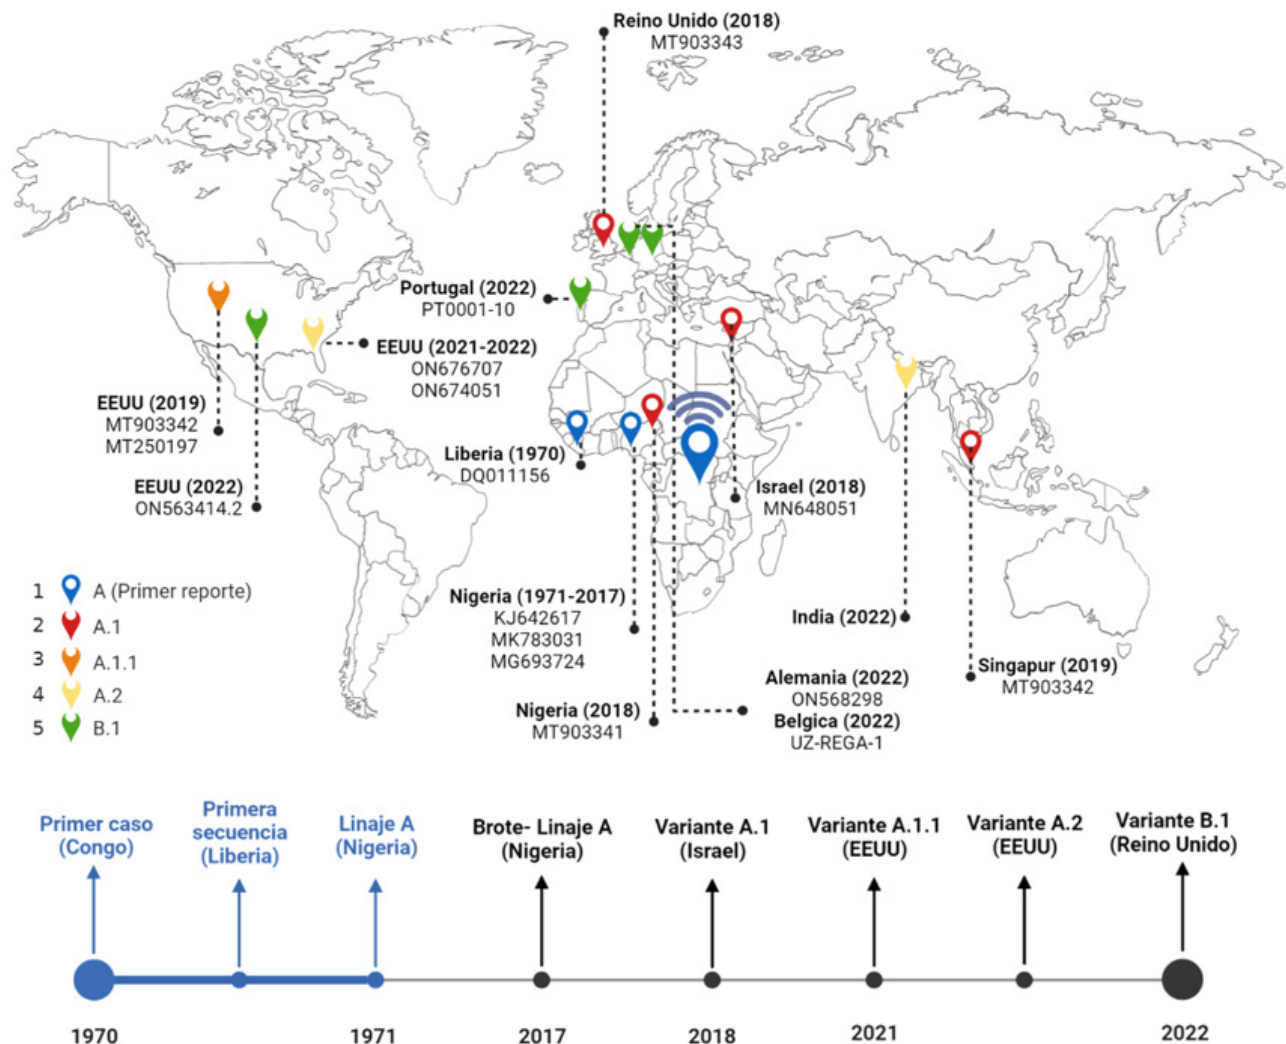 Reino Unido (2018)
MT903343
Portugal (2022)
PT0001-10
EEUU (2021-2022)
ON676707
ON674051
EEUU (2019)
MT903342
MT250197
EEUU (2022)
ON563414.2
Liberia (1970)
DQ011156
Israel (2018)
MN648051
Nigeria (1971-2017)
KJ642617
MK783031
MG693724
Nigeria (2018)
MT903341
Alemania (2022)
ON568298
Belgica (2022)
UZ-REGA-1
India (2022)
Singapur (2019)
MT903342
1 A (Primer reporte)
2 A.1
3 A.1.1
4 A.2
5 B.1
Primer caso
(Congo)
Primera
secuencia
(Liberia)
Linaje A
(Nigeria)
Brote- Linaje A
(Nigeria)
Variante A.1
(Israel)
Variante A.1.1
(EEUU)
Variante A.2
(EEUU)
Variante B.1
(Reino Unido)
1970
1971
2017
2018
2021
2022